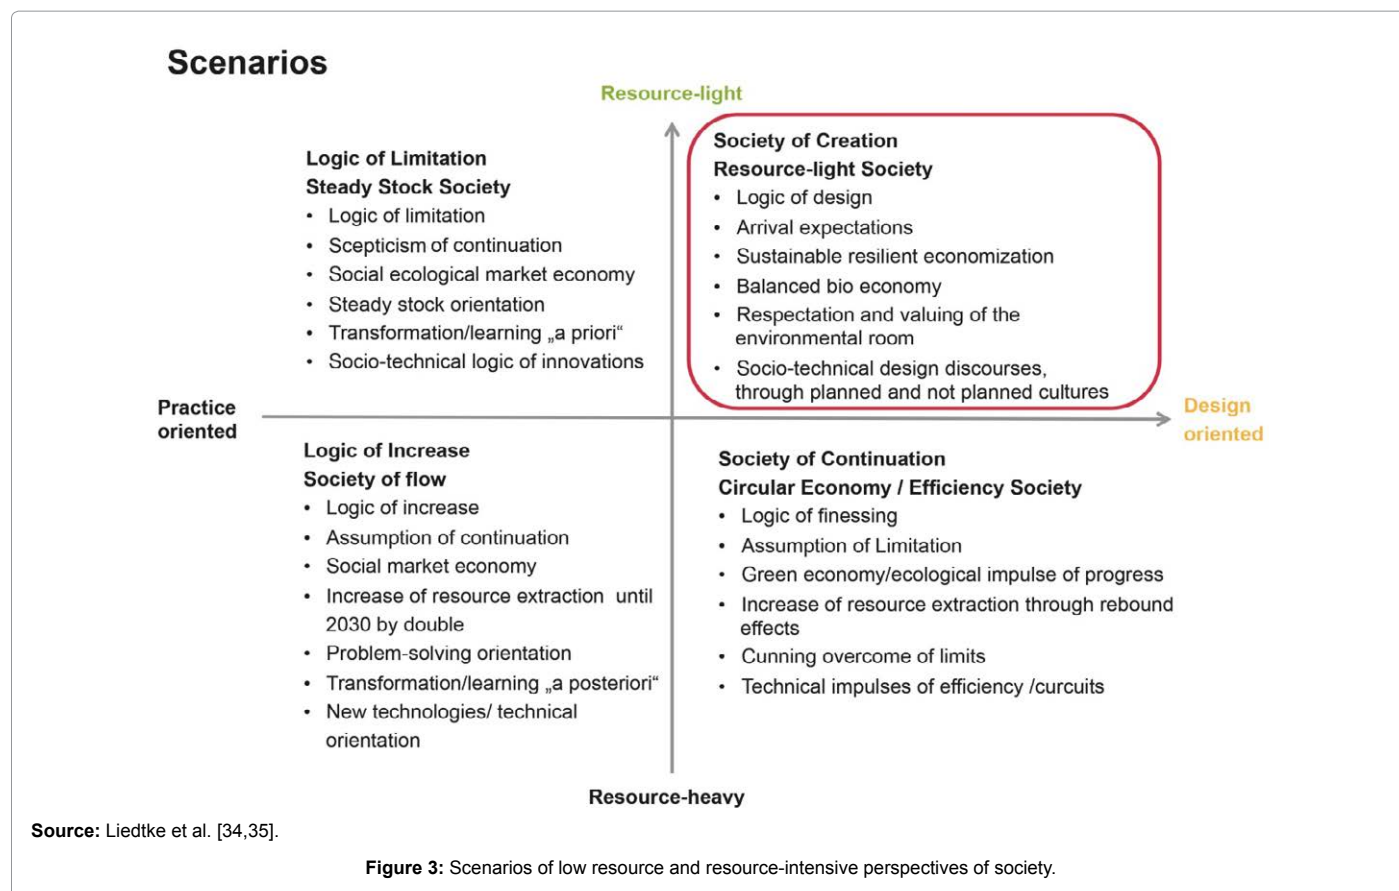 Scenarios
Resource-light
Logic of Limitation
Steady Stock Society
• Logic of limitation
• Scepticism of continuation
• Social ecological market economy
• Steady stock orientation
• Transformation/learning „a priori“
• Socio-technical logic of innovations
Society of Creation
Resource-light Society
• Logic of design
• Arrival expectations
• Sustainable resilient economization
• Balanced bio economy
• Respectation and valuing of the
environmental room
• Socio-technical design discourses,
through planned and not planned cultures
Practice
oriented
Design
oriented
Logic of Increase
Society of flow
• Logic of increase
• Assumption of continuation
• Social market economy
• Increase of resource extraction until
2030 by double
• Problem-solving orientation
• Transformation/learning „a posteriori“
• New technologies/ technical
orientation
Society of Continuation
Circular Economy / Efficiency Society
• Logic of finessing
• Assumption of Limitation
• Green economy/ecological impulse of progress
• Increase of resource extraction through rebound
effects
• Cunning overcome of limits
• Technical impulses of efficiency /curcuits
Resource-heavy
Source: Liedtke et al. [34,35].
Figure 3: Scenarios of low resource and resource-intensive perspectives of society.